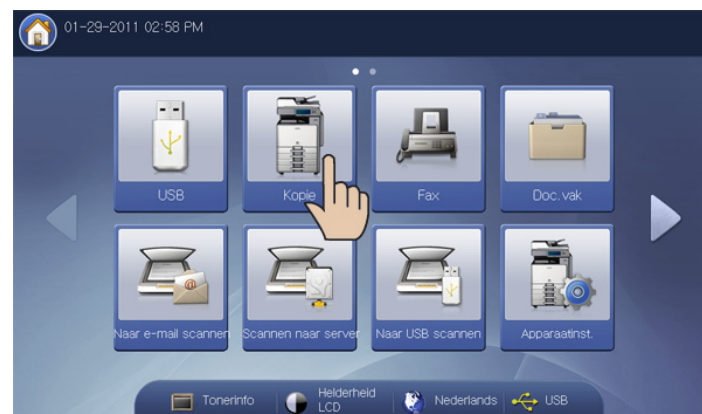 01-29-2011 02:58 PM
USB
Kopie
Fax
Doc. vak
Naar e-mail scannen
Scannen naar server
Naar USB scannen
Apparaatinst.
Tonerinfo
Helderheid
LCD
Nederlands
USB